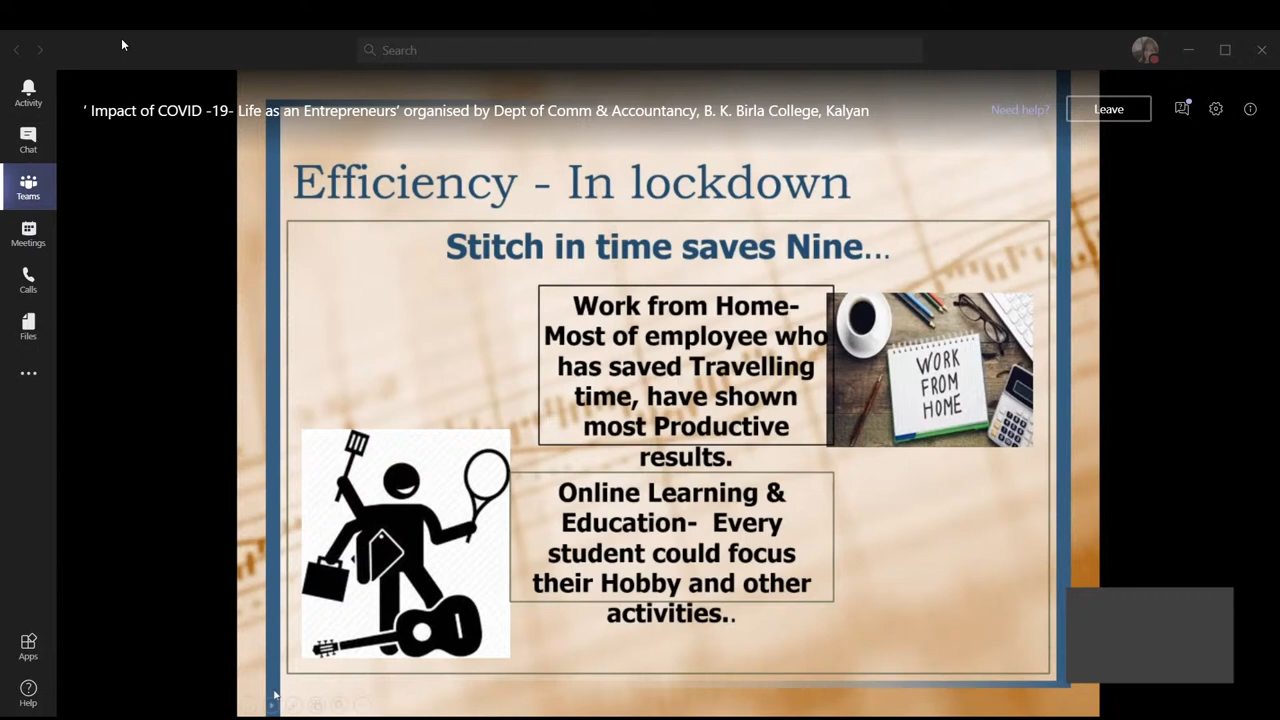 Search
Activity
Chat
Teams
Meetings
Calls
Files
Apps
Help
‘ Impact of COVID -19- Life as an Entrepreneurs’ organised by Dept of Comm & Accountancy, B. K. Birla College, Kalyan
Need help?
Leave
Efficiency - In lockdown
Stitch in time saves Nine...
Work from Home-
Most of employee who
has saved Travelling
time, have shown
most Productive
results.
WORK
FROM
HOME
Online Learning &
Education- Every
student could focus
their Hobby and other
activities..